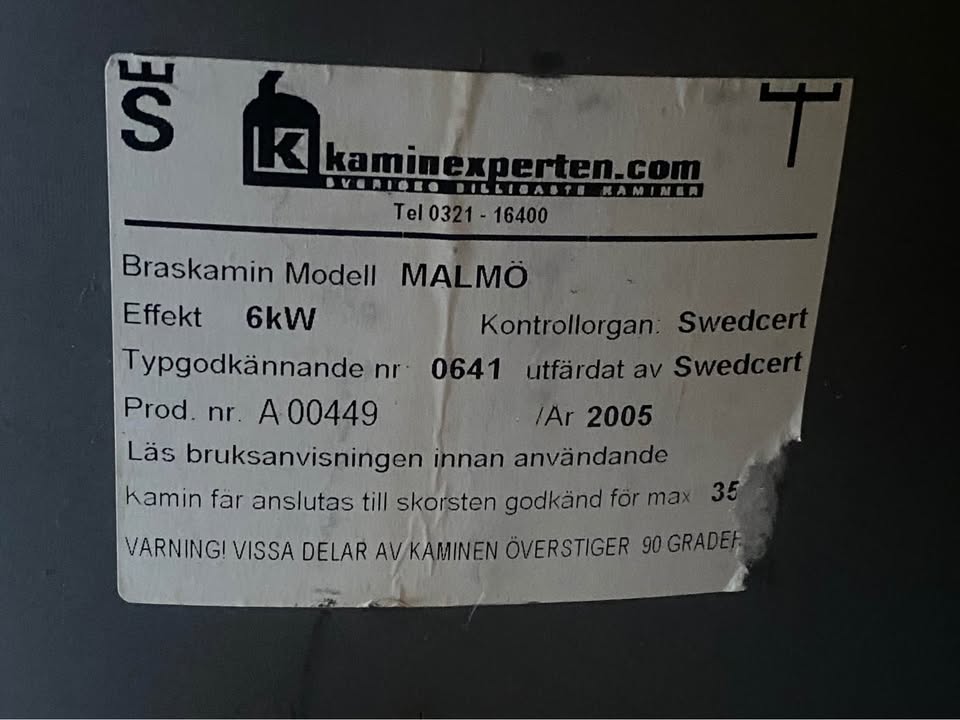 S
K kaminexperten.com
SVERIGES BILLIGASTE KAMINER
Tel 0321 - 16400
Braskamin Modell MALMÖ
Effekt 6kW Kontrollorgan: Swedcert
Typgodkännande nr 0641 utfärdat av Swedcert
Prod. nr. A 00449 /Ar 2005
Läs bruksanvisningen innan användande
Kamin får anslutas till skorsten godkänd för max 35
VARNING! VISSA DELAR AV KAMINEN ÖVERSTIGER 90 GRADER